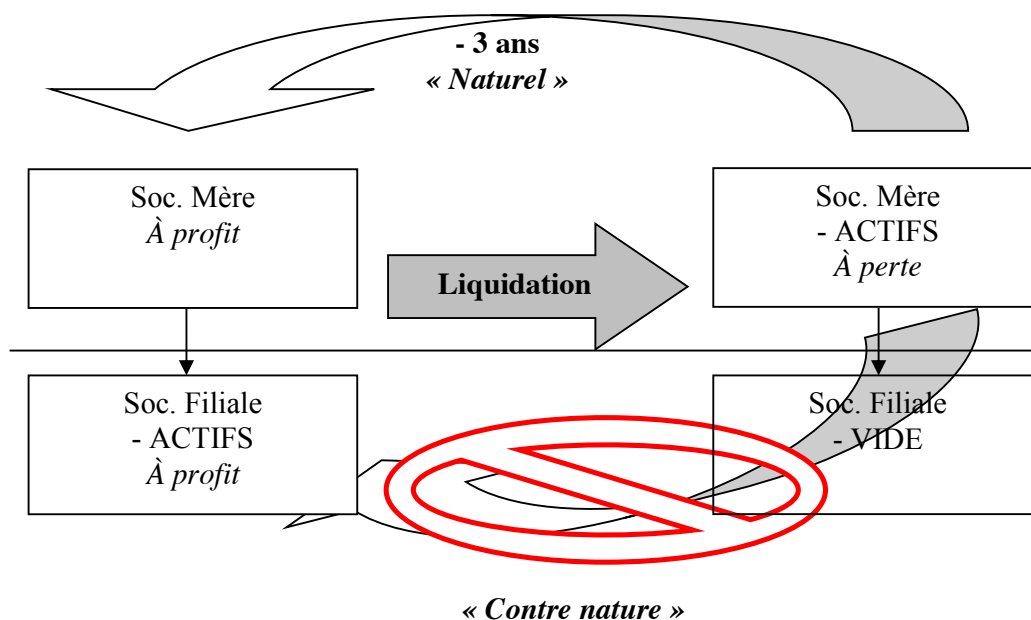 - 3 ans
« Naturel »
Soc. Mère
À profit
Liquidation
Soc. Mère
- ACTIFS
À perte
Soc. Filiale
- ACTIFS
À profit
Soc. Filiale
- VIDE
« Contre nature »